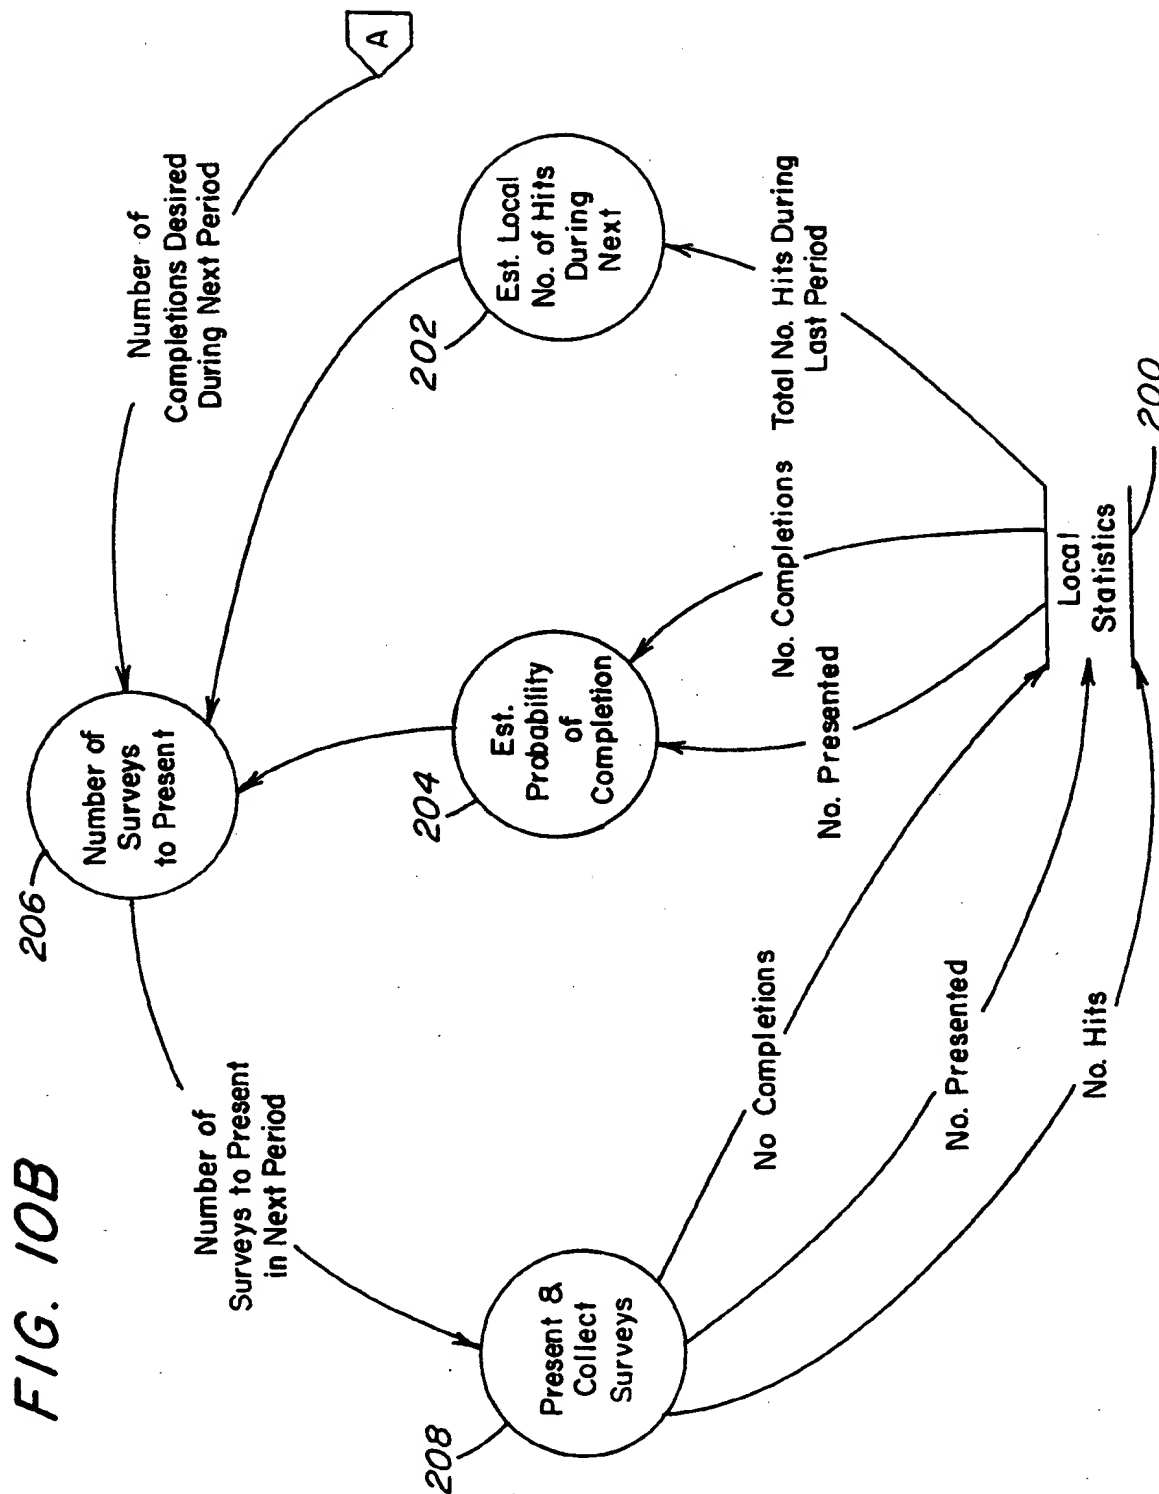 FIG. 10B
206
Number of
Surveys
to Present
Number of
Completions Desired
During Next Period
A
Number of
Surveys to Present
in Next Period
208
Present &
Collect
Surveys
204
Est.
Probability
of
Completion
202
Est. Local
No. of Hits
During
Next
No Completions
No. Presented
No. Hits
No. Presented
No. Completions
Total No. Hits During
Last Period
Local
Statistics
200